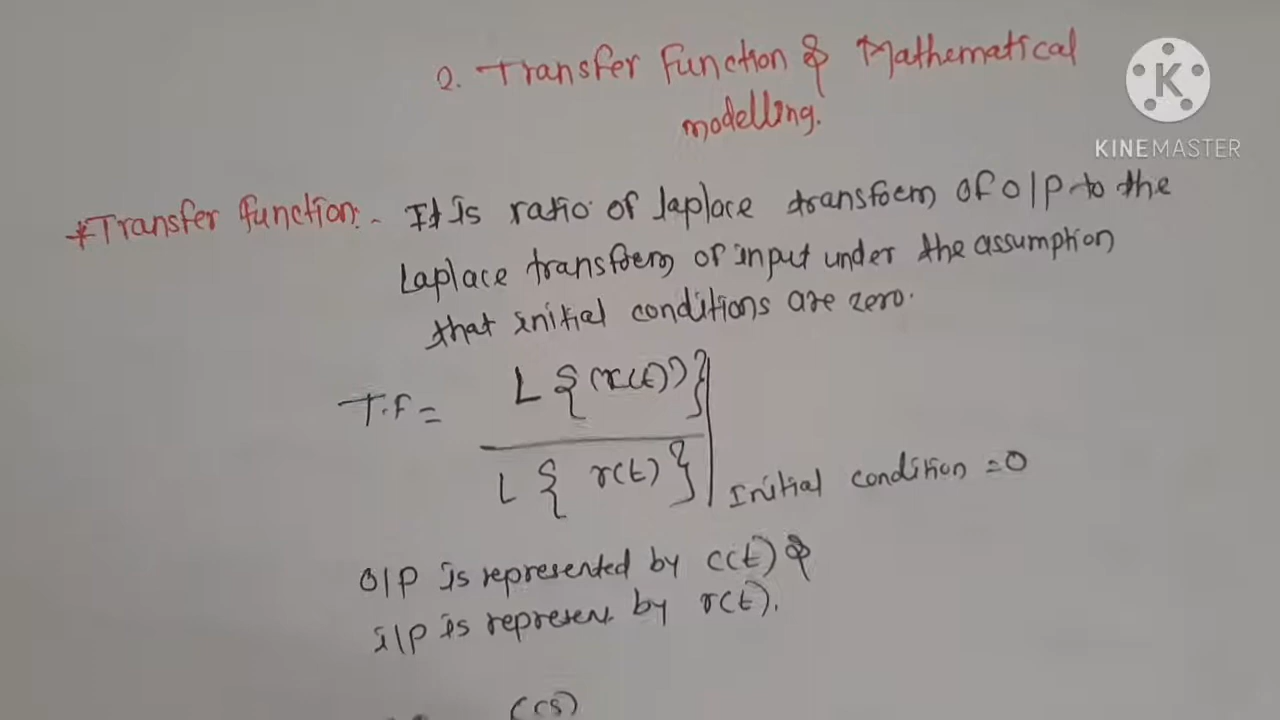 2. Transfer Function & Mathematical
modelling.
K
KINEMASTER
*Transfer function:- It is ratio of laplace transform of O/P to the
Laplace transform of input under the assumption
that initial conditions are zero.
T.F = L{(c(t))}
L{ r(t) } | Initial condition = 0
O/P is represented by c(t) &
i/P is represent by r(t).
C(s)